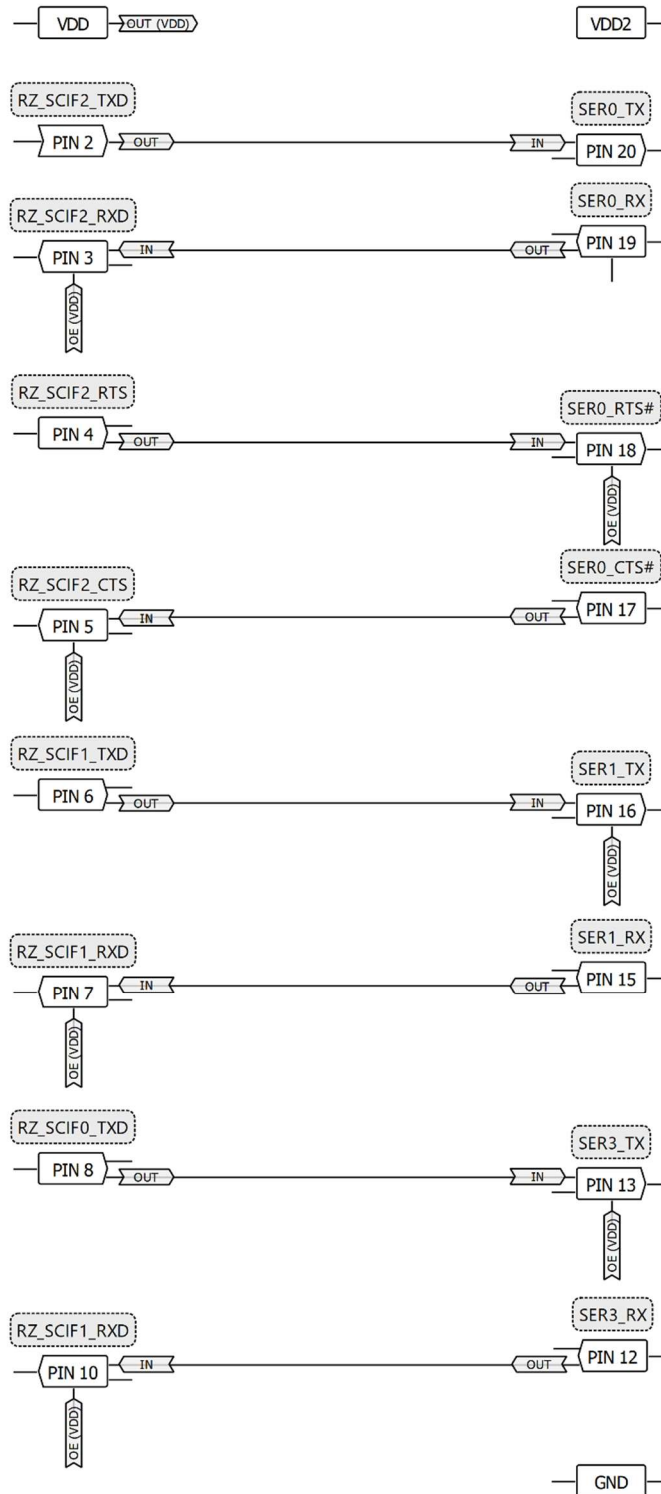 VDD OUT (VDD) VDD2
RZ_SCIF2_TXD SER0_TX
PIN 2 OUT IN PIN 20
RZ_SCIF2_RXD SER0_RX
PIN 3 IN OUT PIN 19
OE (VDD)
RZ_SCIF2_RTS SER0_RTS#
PIN 4 OUT IN PIN 18
OE (VDD)
RZ_SCIF2_CTS SER0_CTS#
PIN 5 IN OUT PIN 17
OE (VDD)
RZ_SCIF1_TXD SER1_TX
PIN 6 OUT IN PIN 16
OE (VDD)
RZ_SCIF1_RXD SER1_RX
PIN 7 IN OUT PIN 15
OE (VDD)
RZ_SCIF0_TXD SER3_TX
PIN 8 OUT IN PIN 13
OE (VDD)
RZ_SCIF1_RXD SER3_RX
PIN 10 IN OUT PIN 12
OE (VDD)
GND